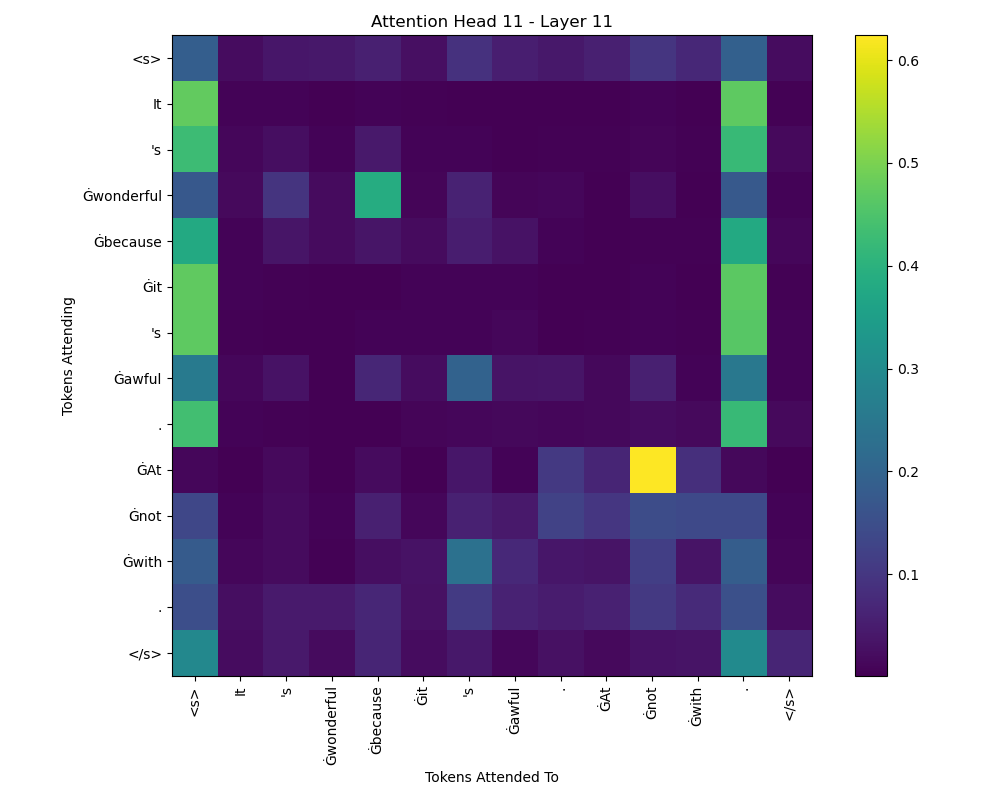 Attention Head 11 - Layer 11
<s>
It
's
Ġwonderful
Ġbecause
Ġit
's
Ġawful
.
ĠAt
Ġnot
Ġwith
.
</s>
Tokens Attending
<s>
It
's
Ġwonderful
Ġbecause
Ġit
's
Ġawful
.
ĠAt
Ġnot
Ġwith
.
</s>
Tokens Attended To
0.6
0.5
0.4
0.3
0.2
0.1